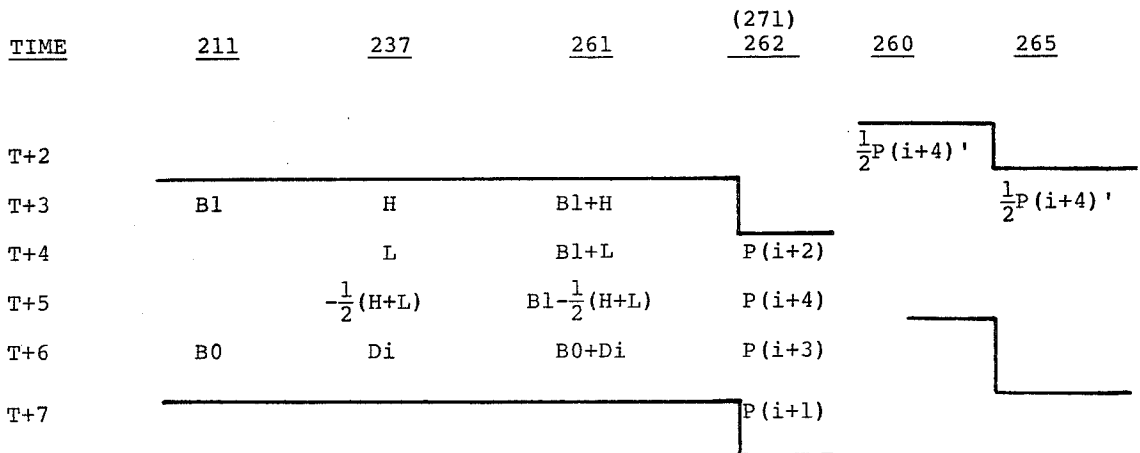 (271)
TIME 211 237 261 262 260 265
T+2 ½P(i+4)'
T+3 B1 H B1+H ½P(i+4)'
T+4 L B1+L P(i+2)
T+5 -½(H+L) B1-½(H+L) P(i+4)
T+6 B0 Di B0+Di P(i+3)
T+7 P(i+1)